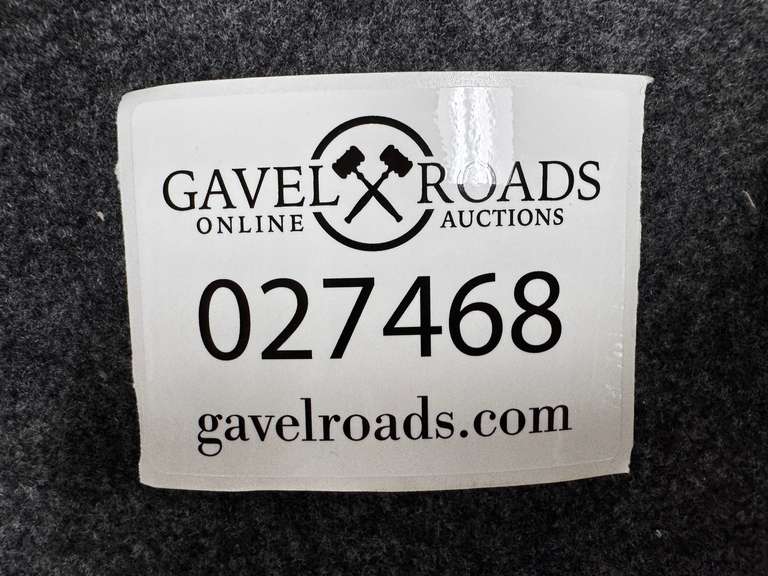 GAVEL ROADS
ONLINE AUCTIONS
027468
gavelroads.com